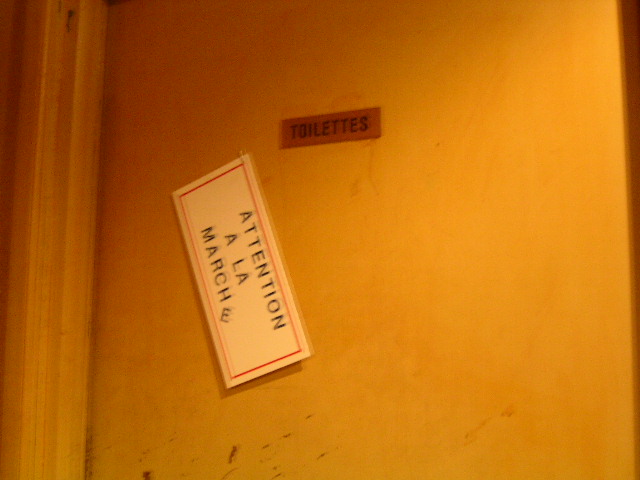 TOILETTES
ATTENTION
A LA
MARCHE